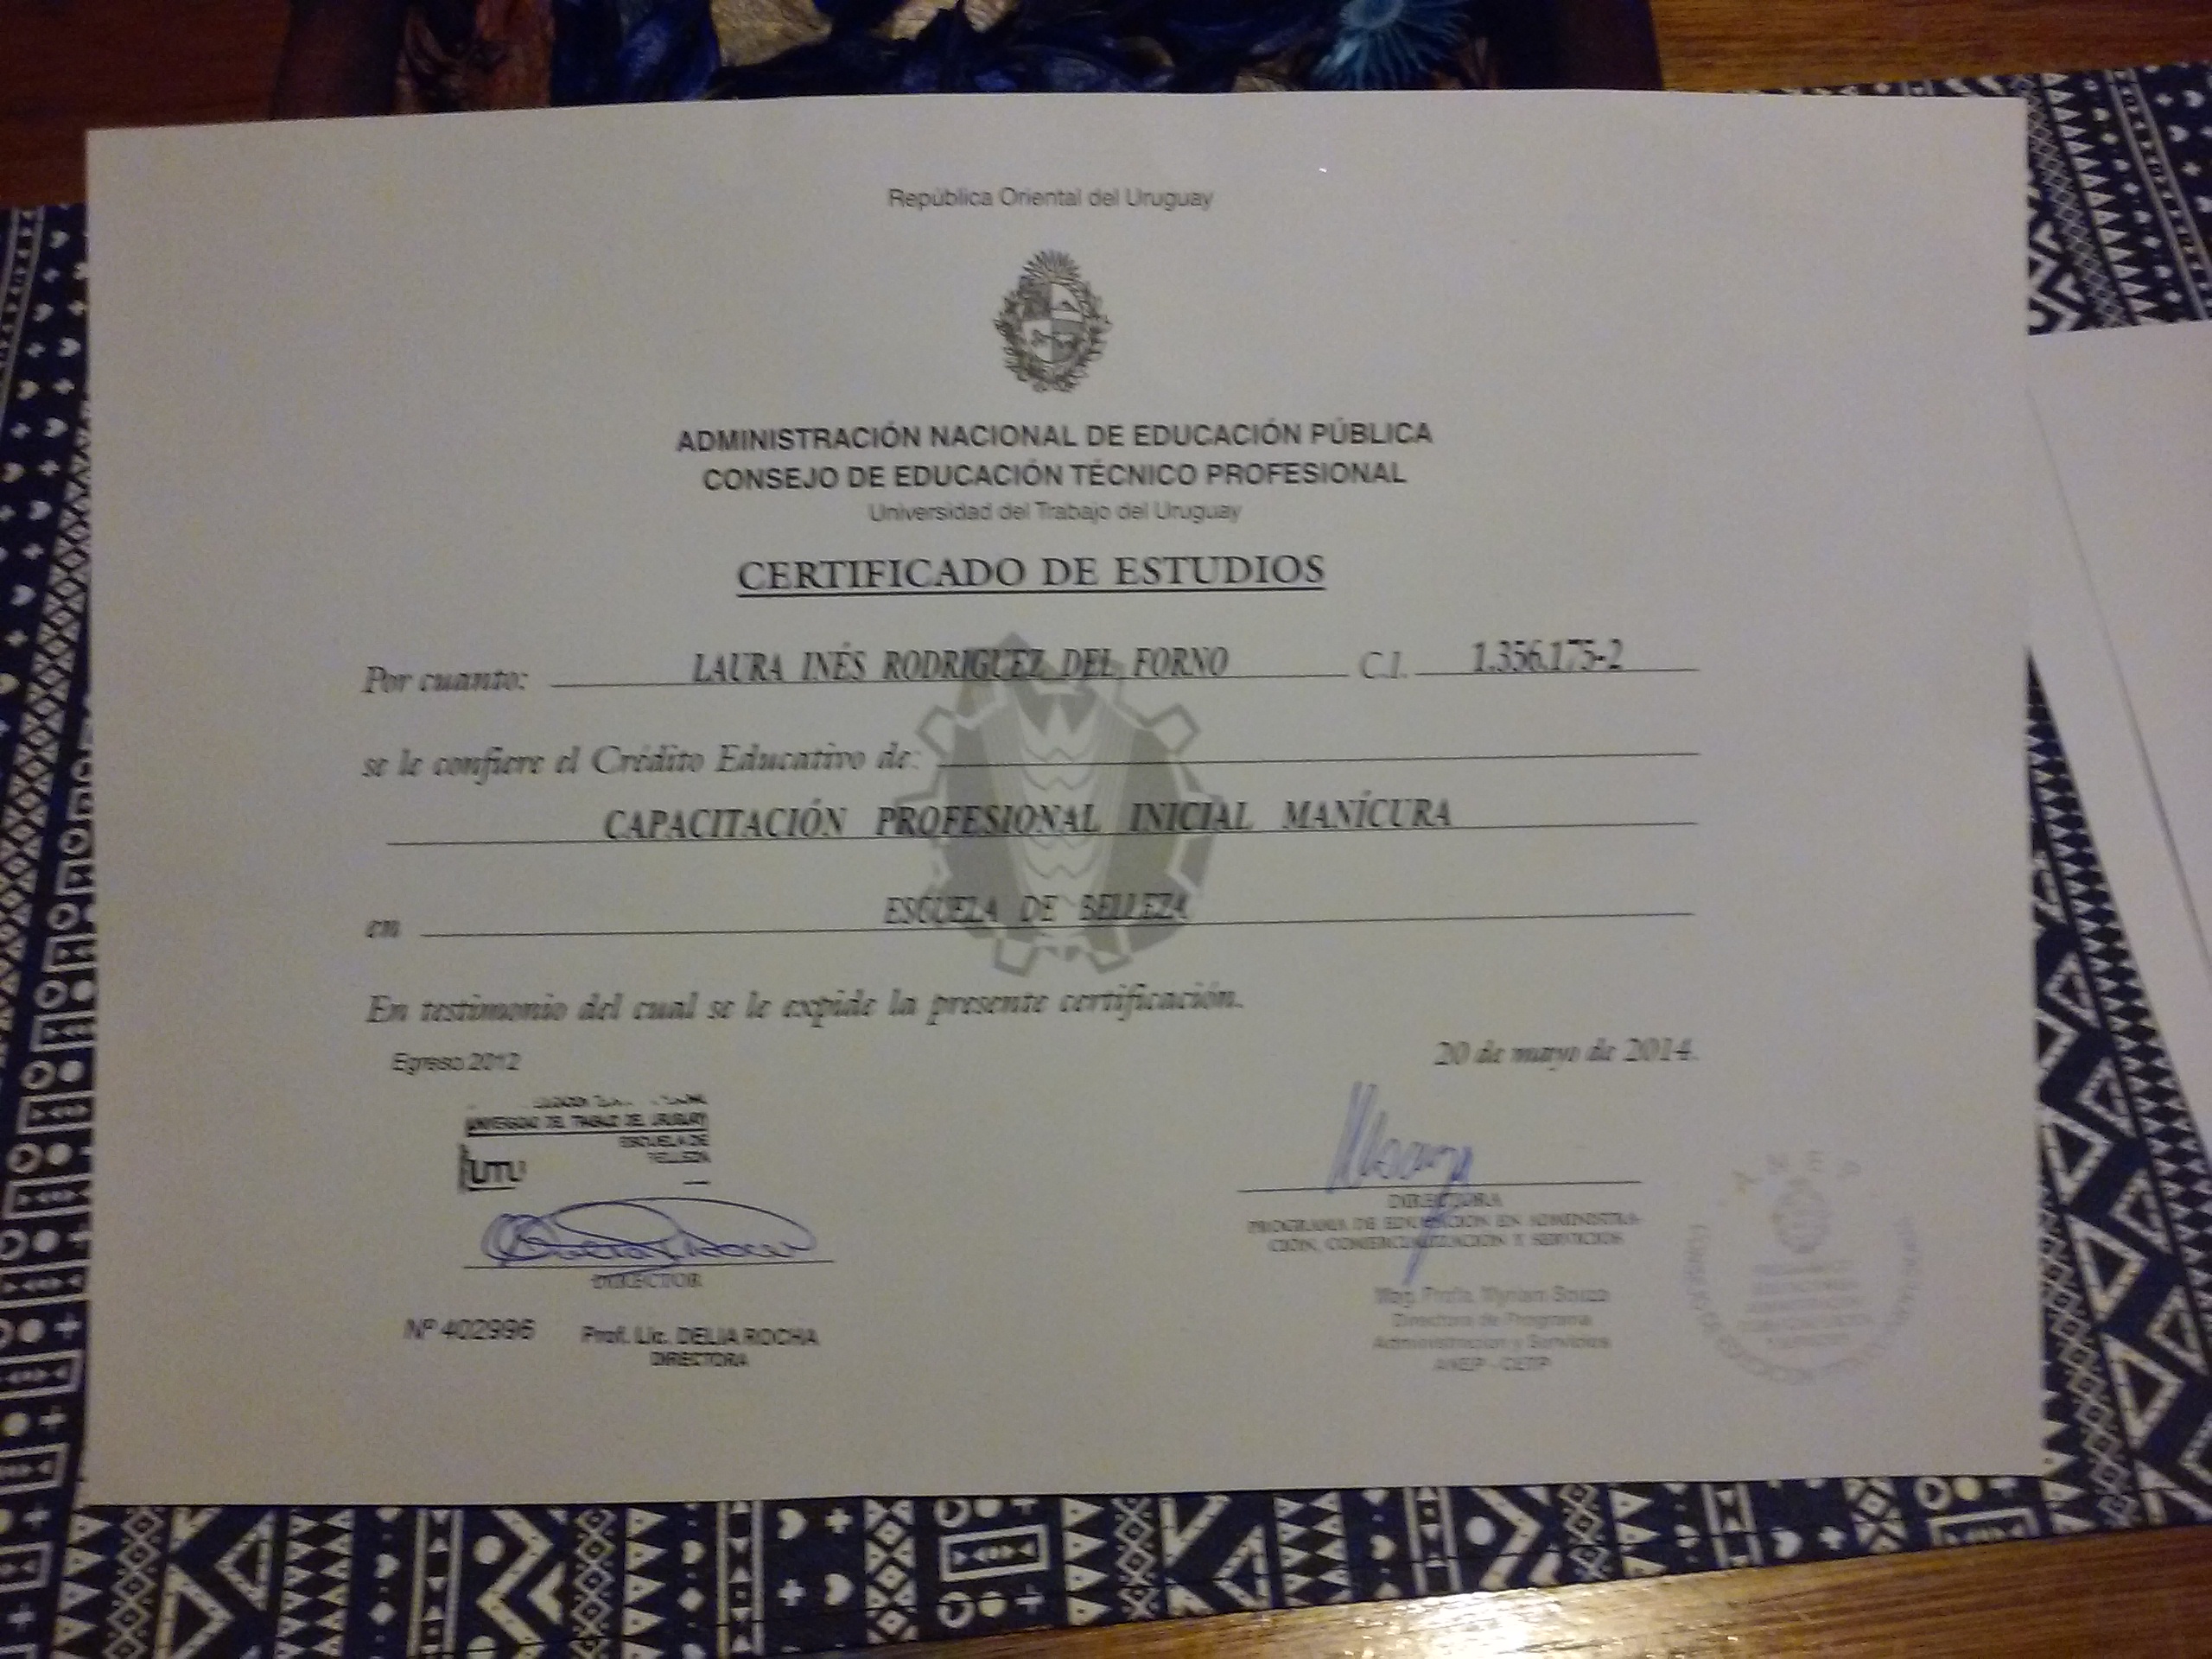 República Oriental del Uruguay
ADMINISTRACIÓN NACIONAL DE EDUCACIÓN PÚBLICA
CONSEJO DE EDUCACIÓN TÉCNICO PROFESIONAL
Universidad del Trabajo del Uruguay
CERTIFICADO DE ESTUDIOS
Por cuanto: LAURA INÉS RODRIGUEZ DEL FORNO C.I. 1.356.175-2
se le confiere el Crédito Educativo de:
CAPACITACIÓN PROFESIONAL INICIAL MANÍCURA
en ESCUELA DE BELLEZA
En testimonio del cual se le expide la presente certificación.
Egreso 2012
20 de mayo de 2014.
UNIVERSIDAD DEL TRABAJO DEL URUGUAY
ESCUELA DE
BELLEZA
UTU
DIRECTOR
Nº 402996
Prof. Lic. DELIA ROCHA
DIRECTORA
DIRECTORA
PROGRAMA DE EDUCACIÓN EN ADMINISTRA-
CIÓN, COMERCIALIZACIÓN Y SERVICIOS
Mag. Profa. Myriam Souza
Directora de Programa
Administracion y Servicios
ANEP - CETP